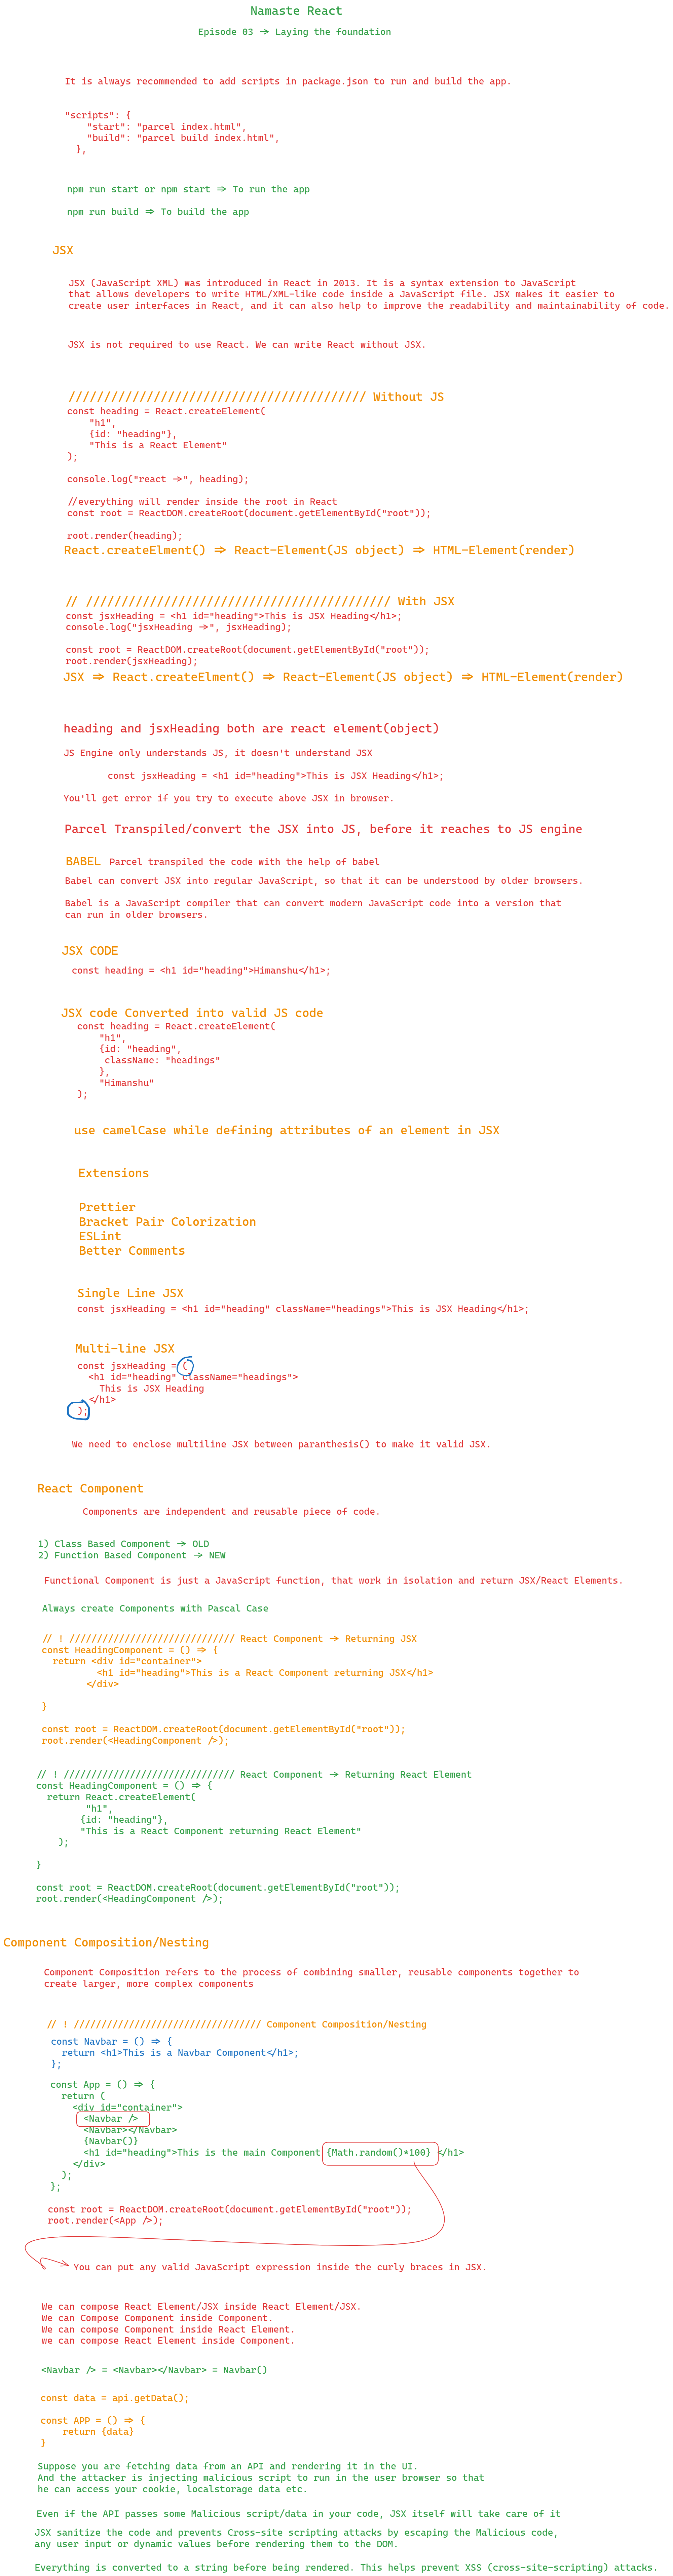 Namaste React
Episode 03 -> Laying the foundation
It is always recommended to add scripts in package.json to run and build the app.
"scripts": {
"start": "parcel index.html",
"build": "parcel build index.html",
},
npm run start or npm start => To run the app
npm run build => To build the app
JSX
JSX (JavaScript XML) was introduced in React in 2013. It is a syntax extension to JavaScript
that allows developers to write HTML/XML-like code inside a JavaScript file. JSX makes it easier to
create user interfaces in React, and it can also help to improve the readability and maintainability of code.
JSX is not required to use React. We can write React without JSX.
////////////////////////////////////////// Without JS
const heading = React.createElement(
"h1",
{id: "heading"},
"This is a React Element"
);
console.log("react ->", heading);
//everything will render inside the root in React
const root = ReactDOM.createRoot(document.getElementById("root"));
root.render(heading);
React.createElment() => React-Element(JS object) => HTML-Element(render)
// /////////////////////////////////////////// With JSX
const jsxHeading = <h1 id="heading">This is JSX Heading</h1>;
console.log("jsxHeading ->", jsxHeading);
const root = ReactDOM.createRoot(document.getElementById("root"));
root.render(jsxHeading);
JSX => React.createElment() => React-Element(JS object) => HTML-Element(render)
heading and jsxHeading both are react element(object)
JS Engine only understands JS, it doesn't understand JSX
const jsxHeading = <h1 id="heading">This is JSX Heading</h1>;
You'll get error if you try to execute above JSX in browser.
Parcel Transpiled/convert the JSX into JS, before it reaches to JS engine
BABEL Parcel transpiled the code with the help of babel
Babel can convert JSX into regular JavaScript, so that it can be understood by older browsers.
Babel is a JavaScript compiler that can convert modern JavaScript code into a version that
can run in older browsers.
JSX CODE
const heading = <h1 id="heading">Himanshu</h1>;
JSX code Converted into valid JS code
const heading = React.createElement(
"h1",
{id: "heading",
className: "headings"
},
"Himanshu"
);
use camelCase while defining attributes of an element in JSX
Extensions
Prettier
Bracket Pair Colorization
ESLint
Better Comments
Single Line JSX
const jsxHeading = <h1 id="heading" className="headings">This is JSX Heading</h1>;
Multi-line JSX
const jsxHeading = (
<h1 id="heading" className="headings">
This is JSX Heading
</h1>
);
We need to enclose multiline JSX between paranthesis() to make it valid JSX.
React Component
Components are independent and reusable piece of code.
1) Class Based Component -> OLD
2) Function Based Component -> NEW
Functional Component is just a JavaScript function, that work in isolation and return JSX/React Elements.
Always create Components with Pascal Case
// ! ////////////////////////////// React Component -> Returning JSX
const HeadingComponent = () => {
return <div id="container">
<h1 id="heading">This is a React Component returning JSX</h1>
</div>
}
const root = ReactDOM.createRoot(document.getElementById("root"));
root.render(<HeadingComponent />);
// ! /////////////////////////////// React Component -> Returning React Element
const HeadingComponent = () => {
return React.createElement(
"h1",
{id: "heading"},
"This is a React Component returning React Element"
);
}
const root = ReactDOM.createRoot(document.getElementById("root"));
root.render(<HeadingComponent />);
Component Composition/Nesting
Component Composition refers to the process of combining smaller, reusable components together to
create larger, more complex components
// ! ////////////////////////////////// Component Composition/Nesting
const Navbar = () => {
return <h1>This is a Navbar Component</h1>;
};
const App = () => {
return (
<div id="container">
<Navbar />
<Navbar></Navbar>
{Navbar()}
<h1 id="heading">This is the main Component {Math.random()*100} </h1>
</div>
);
};
const root = ReactDOM.createRoot(document.getElementById("root"));
root.render(<App />);
You can put any valid JavaScript expression inside the curly braces in JSX.
We can compose React Element/JSX inside React Element/JSX.
We can Compose Component inside Component.
We can compose Component inside React Element.
we can compose React Element inside Component.
<Navbar /> = <Navbar></Navbar> = Navbar()
const data = api.getData();
const APP = () => {
return {data}
}
Suppose you are fetching data from an API and rendering it in the UI.
And the attacker is injecting malicious script to run in the user browser so that
he can access your cookie, localstorage data etc.
Even if the API passes some Malicious script/data in your code, JSX itself will take care of it
JSX sanitize the code and prevents Cross-site scripting attacks by escaping the Malicious code,
any user input or dynamic values before rendering them to the DOM.
Everything is converted to a string before being rendered. This helps prevent XSS (cross-site-scripting) attacks.